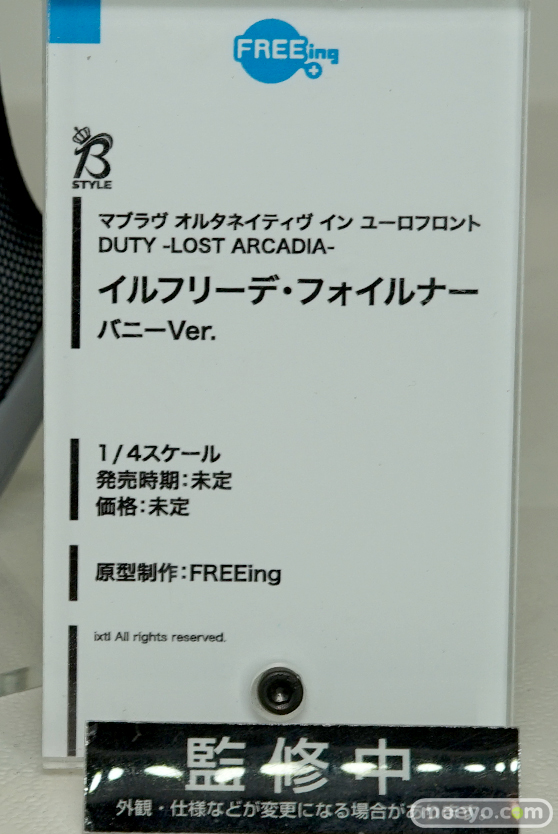 FREEing
B
STYLE
マブラヴ オルタネイティヴ イン ユーロフロント
DUTY -LOST ARCADIA-
イルフリーデ・フォイルナー
バニーVer.
1/4スケール
発売時期：未定
価格：未定
原型制作：FREEing
ixtl All rights reserved.
監修中
外観・仕様などが変更になる場合が
moeyo.com